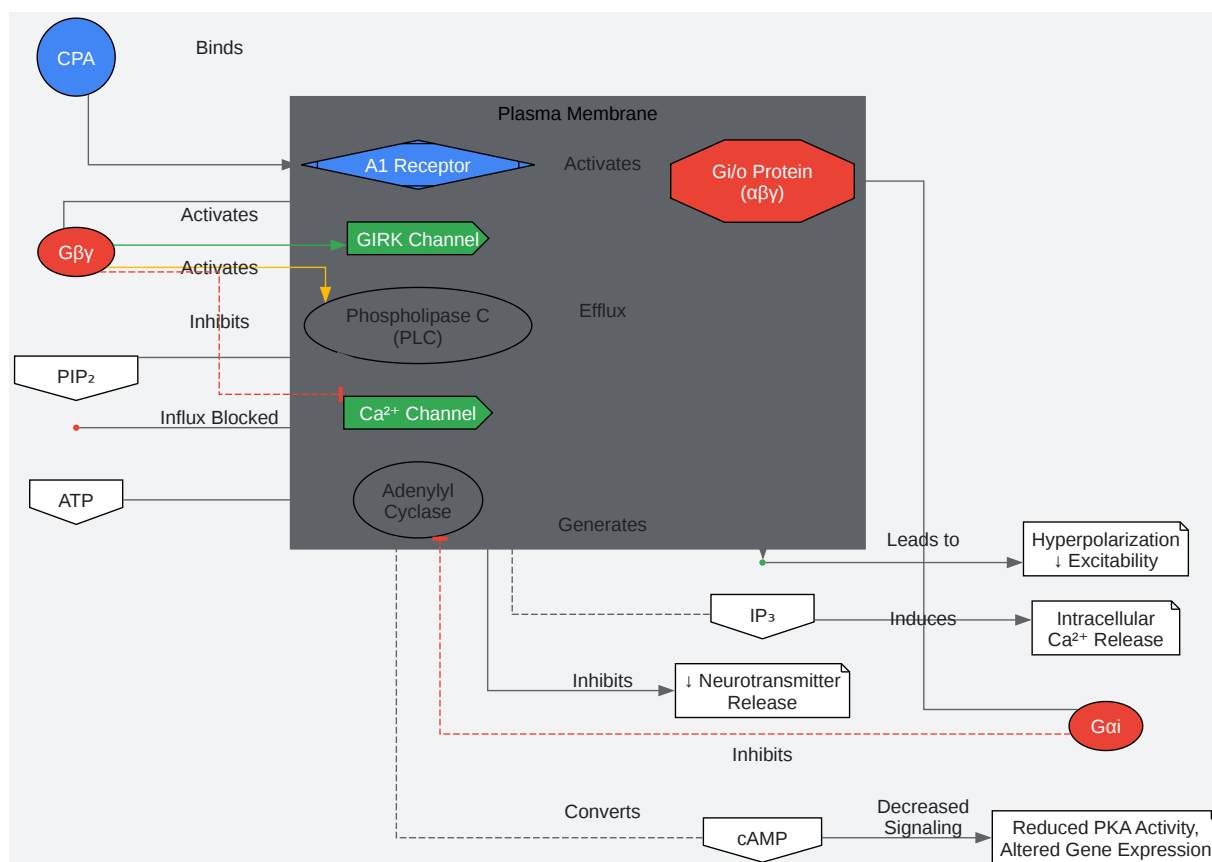 CPA
Binds
Plasma Membrane
A1 Receptor
Activates
Gi/o Protein
(αβγ)
Activates
Gβγ
GIRK Channel
Activates
Phospholipase C
(PLC)
Efflux
Inhibits
PIP₂
Influx Blocked
Ca²⁺ Channel
ATP
Adenylyl
Cyclase
Generates
Leads to
Hyperpolarization
↓ Excitability
IP₃
Induces
Intracellular
Ca²⁺ Release
Inhibits
↓ Neurotransmitter
Release
Gαi
Inhibits
Converts
cAMP
Decreased
Signaling
Reduced PKA Activity,
Altered Gene Expression